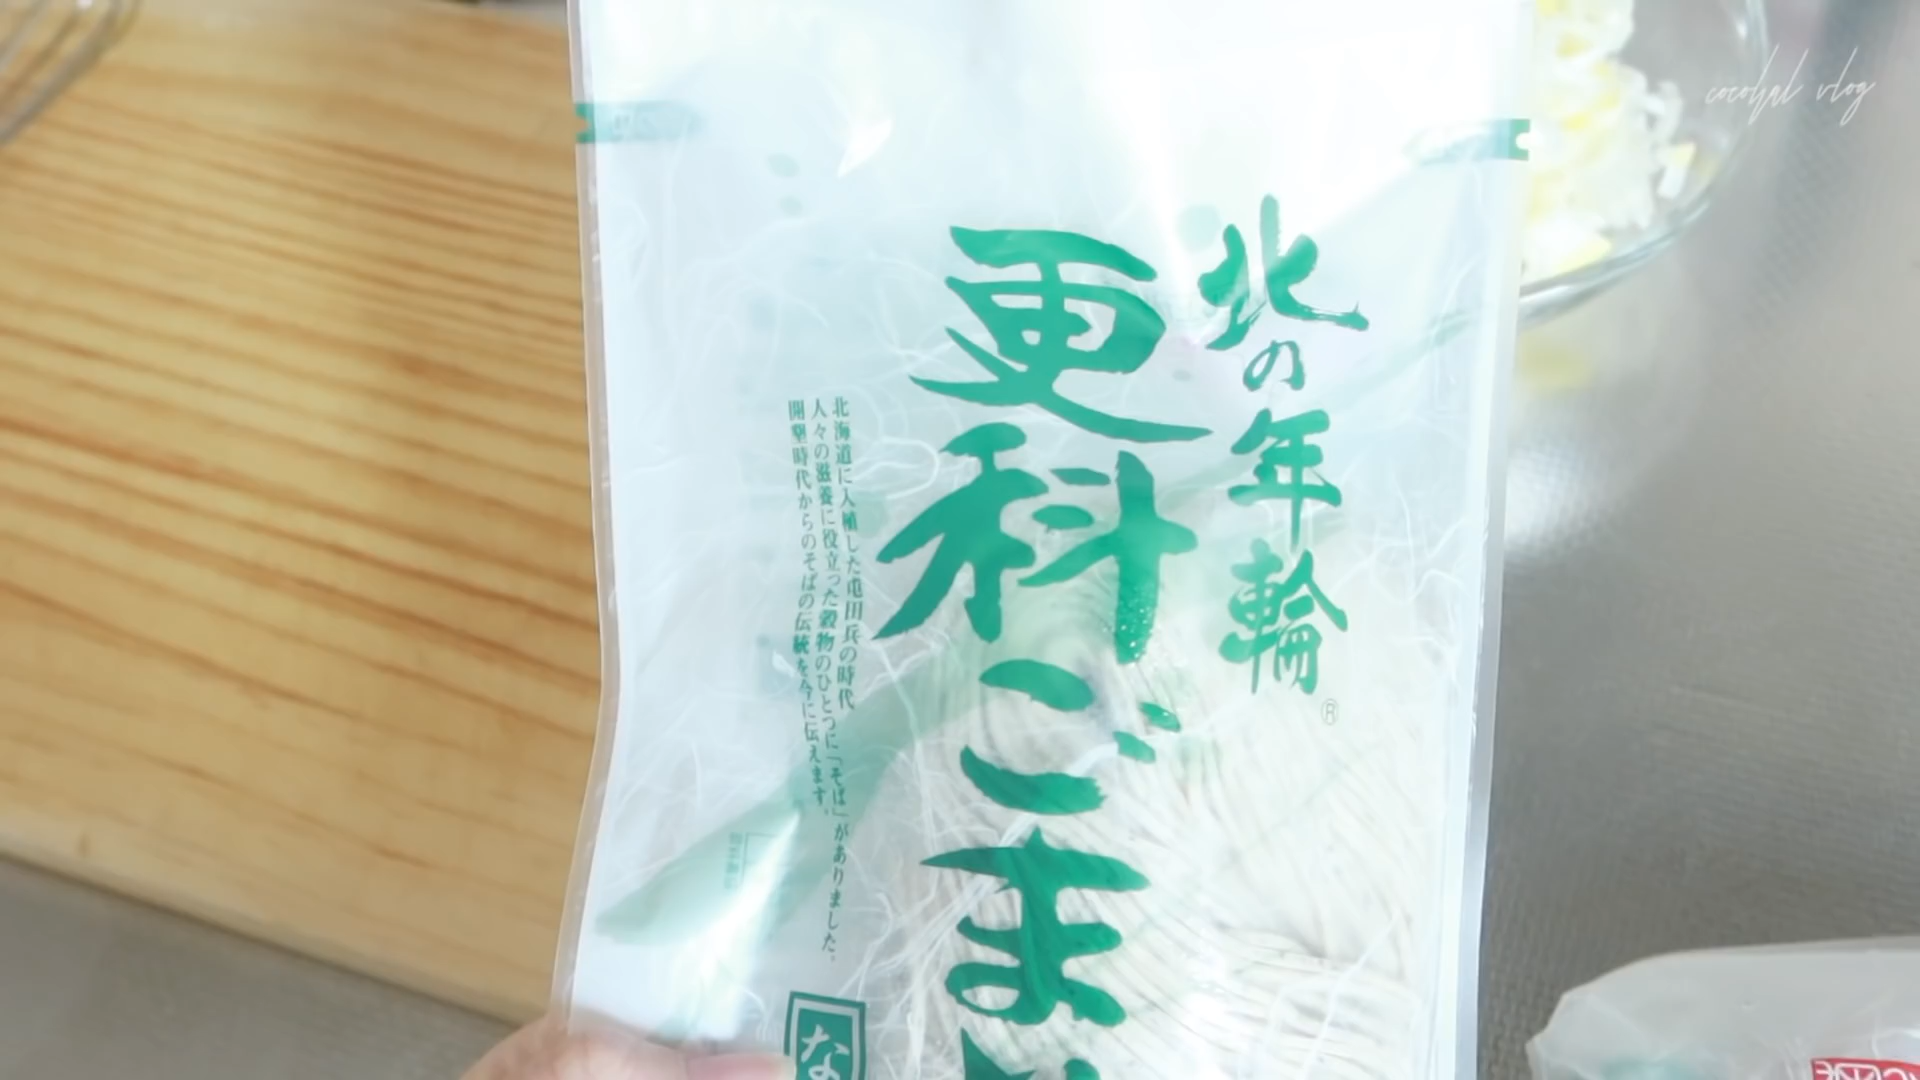 cocohal vlog
北の年輪
®
更科ごま
北海道に入植した屯田兵の時代
人々の滋養に役立った穀物のひとつに「そば」がありました。
開墾時代からのそばの伝統を今に伝えます。
な